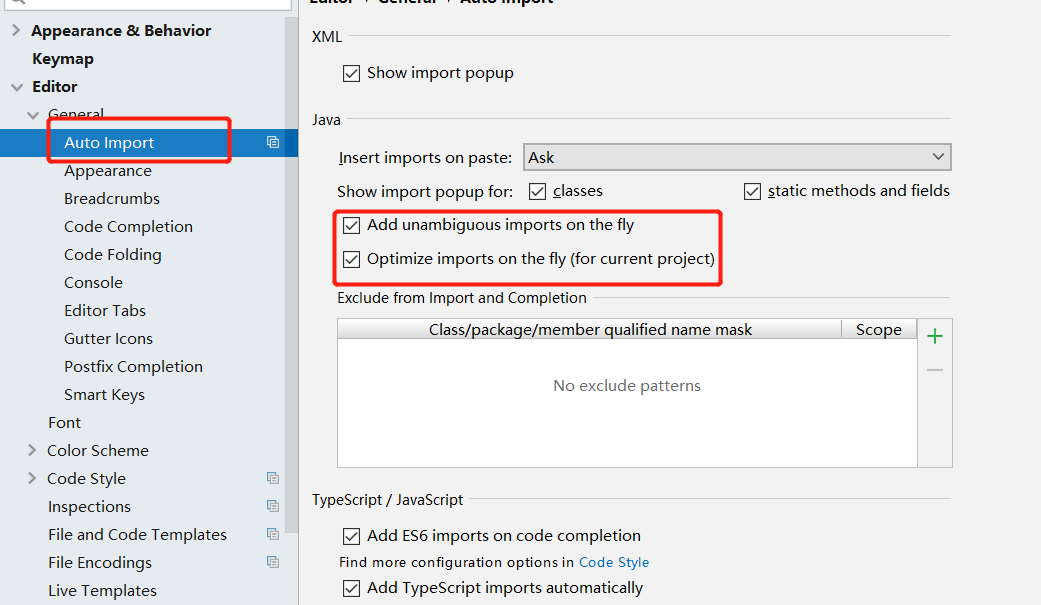 Editor › General › Auto Import
Appearance & Behavior
Keymap
Editor
General
Auto Import
Appearance
Breadcrumbs
Code Completion
Code Folding
Console
Editor Tabs
Gutter Icons
Postfix Completion
Smart Keys
Font
Color Scheme
Code Style
Inspections
File and Code Templates
File Encodings
Live Templates
XML
Show import popup
Java
Insert imports on paste: Ask
Show import popup for: classes static methods and fields
Add unambiguous imports on the fly
Optimize imports on the fly (for current project)
Exclude from Import and Completion
Class/package/member qualified name mask Scope
No exclude patterns
TypeScript / JavaScript
Add ES6 imports on code completion
Find more configuration options in Code Style
Add TypeScript imports automatically